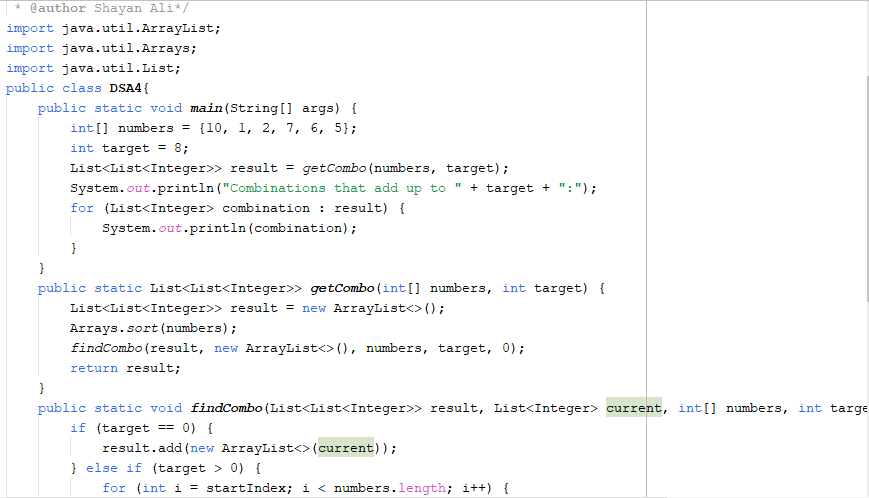 * @author Shayan Ali*/
import java.util.ArrayList;
import java.util.Arrays;
import java.util.List;
public class DSA4{
    public static void main(String[] args) {
        int[] numbers = {10, 1, 2, 7, 6, 5};
        int target = 8;
        List<List<Integer>> result = getCombo(numbers, target);
        System.out.println("Combinations that add up to " + target + ":");
        for (List<Integer> combination : result) {
            System.out.println(combination);
        }
    }
    public static List<List<Integer>> getCombo(int[] numbers, int target) {
        List<List<Integer>> result = new ArrayList<>();
        Arrays.sort(numbers);
        findCombo(result, new ArrayList<>(), numbers, target, 0);
        return result;
    }
    public static void findCombo(List<List<Integer>> result, List<Integer> current, int[] numbers, int targe
        if (target == 0) {
            result.add(new ArrayList<>(current));
        } else if (target > 0) {
            for (int i = startIndex; i < numbers.length; i++) {